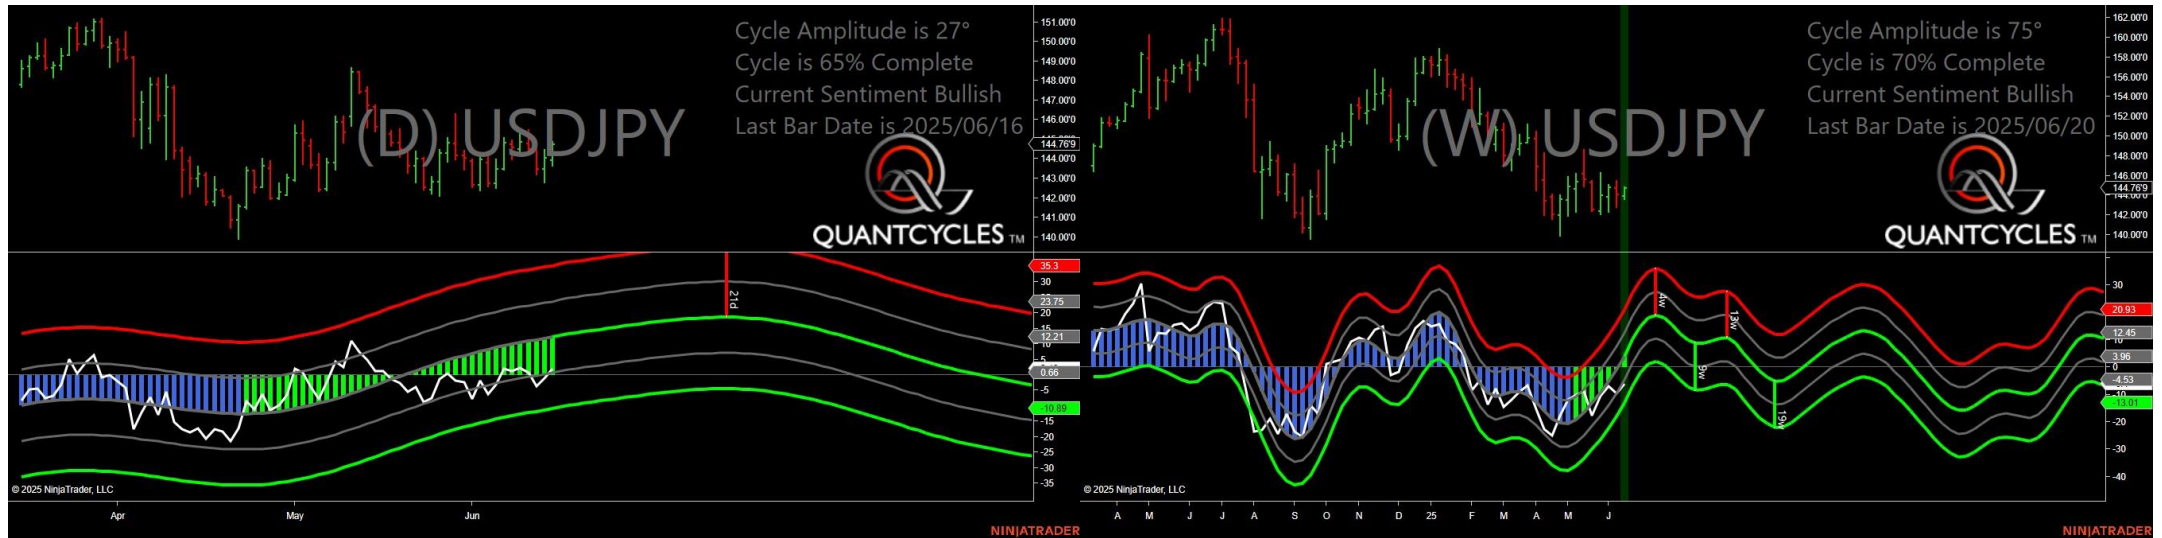 Cycle Amplitude is 27°
Cycle is 65% Complete
Current Sentiment Bullish
Last Bar Date is 2025/06/16
(D) USDJPY
QUANTCYCLES TM
151.00'0
150.00'0
149.00'0
148.00'0
147.00'0
146.00'0
144.76'9
144.00'0
143.00'0
142.00'0
141.00'0
140.00'0
35.3
30
23.75
20
15
12.21
5
0.66
-5
-10.89
-15
-20
-25
-30
-35
21d
© 2025 NinjaTrader, LLC
Apr May Jun
NINJATRADER
Cycle Amplitude is 75°
Cycle is 70% Complete
Current Sentiment Bullish
Last Bar Date is 2025/06/20
(W) USDJPY
QUANTCYCLES TM
162.00'0
160.00'0
158.00'0
156.00'0
154.00'0
152.00'0
150.00'0
148.00'0
146.00'0
144.76'9
142.00'0
140.00'0
30
20.93
12.45
3.96
0
-4.53
-13.01
-20
-30
-40
4w
13w
9w
19w
© 2025 NinjaTrader, LLC
A M J J A S O N D 25 F M A M J
NINJATRADER